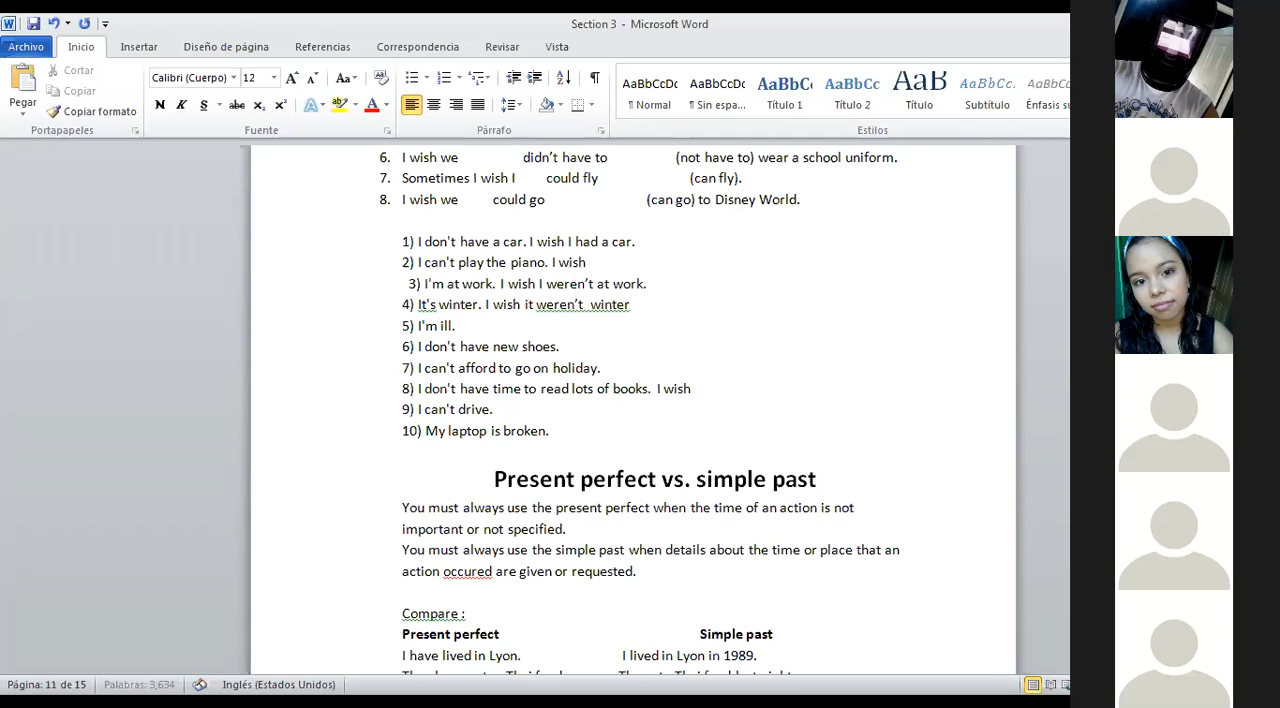 Section 3 - Microsoft Word
Archivo Inicio Insertar Diseño de página Referencias Correspondencia Revisar Vista
Pegar
Cortar
Copiar
Copiar formato
Calibri (Cuerpo) 12
AaBbCcDc AaBbCcDc AaBbC AaBbCc AaB AaBbCc. AaBbCc
¶ Normal ¶ Sin espa... Título 1 Título 2 Título Subtítulo Énfasis su
Portapapeles Fuente Párrafo Estilos
6. I wish we didn’t have to (not have to) wear a school uniform.
7. Sometimes I wish I could fly (can fly).
8. I wish we could go (can go) to Disney World.
1) I don't have a car. I wish I had a car.
2) I can't play the piano. I wish
3) I'm at work. I wish I weren’t at work.
4) It's winter. I wish it weren’t winter
5) I'm ill.
6) I don't have new shoes.
7) I can't afford to go on holiday.
8) I don't have time to read lots of books. I wish
9) I can't drive.
10) My laptop is broken.
Present perfect vs. simple past
You must always use the present perfect when the time of an action is not
important or not specified.
You must always use the simple past when details about the time or place that an
action occured are given or requested.
Compare :
Present perfect Simple past
I have lived in Lyon. I lived in Lyon in 1989.
Página: 11 de 15 Palabras: 3,634 Inglés (Estados Unidos)